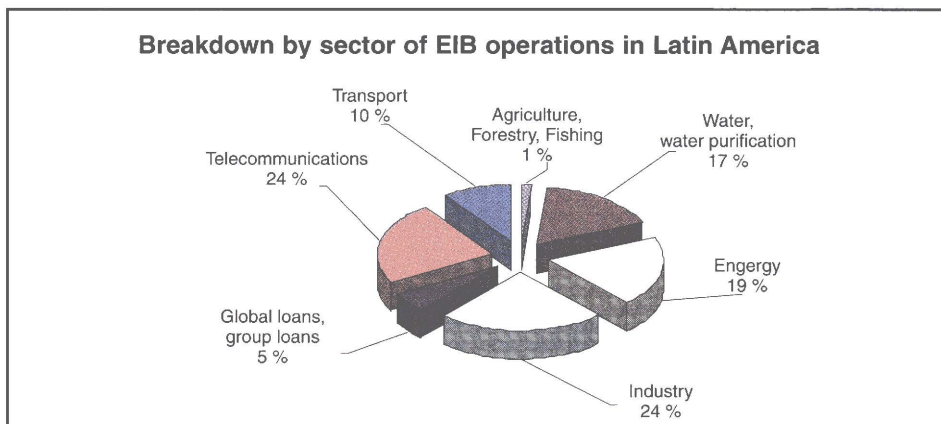 Breakdown by sector of EIB operations in Latin America
Transport
10 %
Agriculture,
Forestry, Fishing
1 %
Water,
water purification
17 %
Telecommunications
24 %
Engergy
19 %
Global loans,
group loans
5 %
Industry
24 %